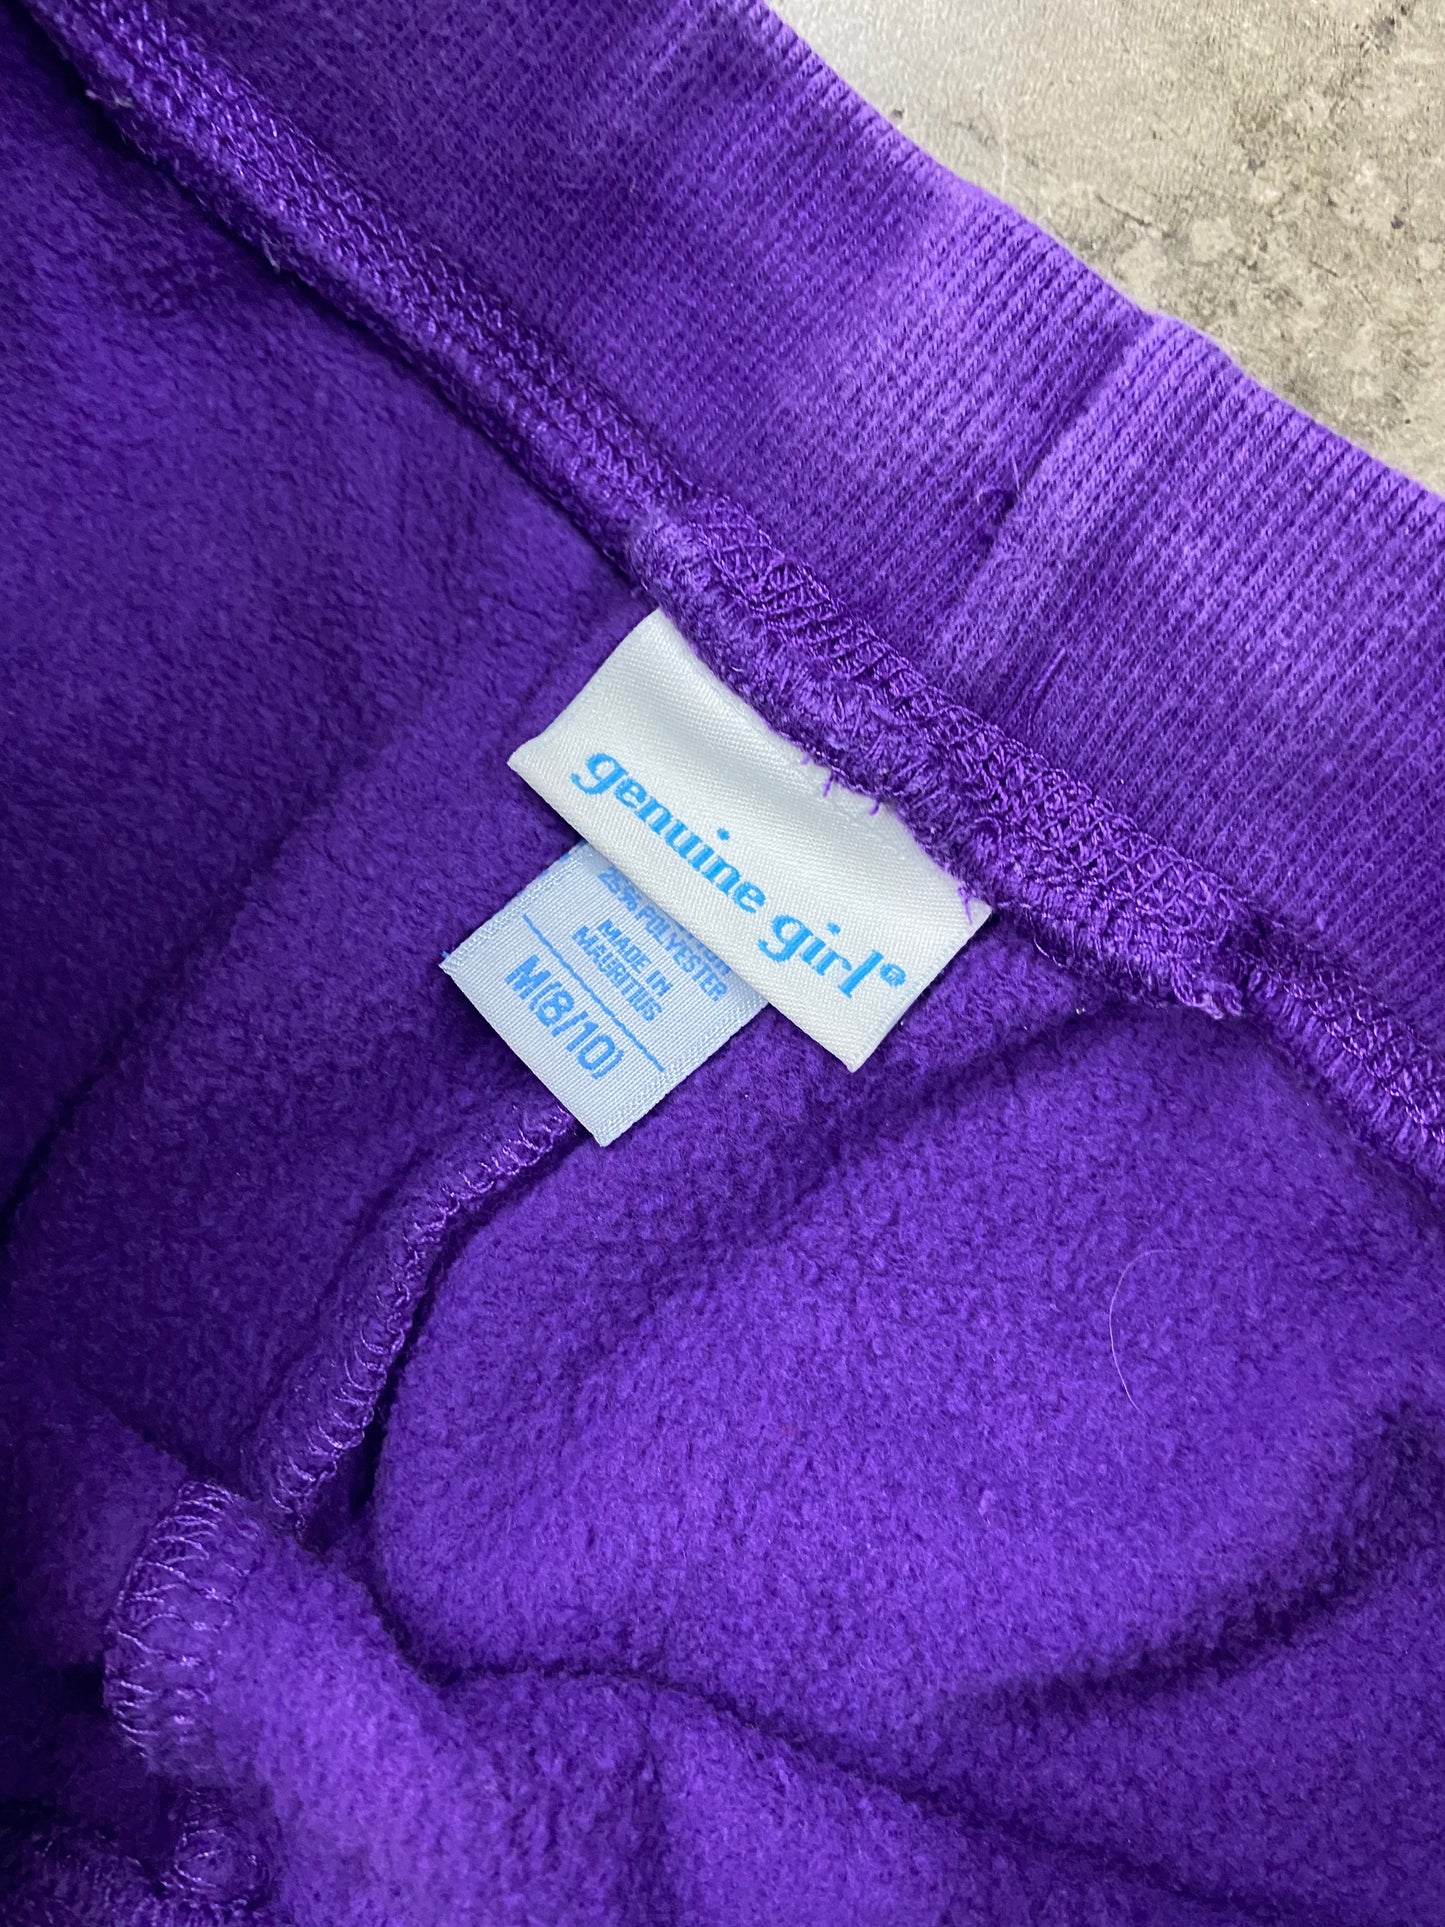 genuine girl®
25% POLYESTER
MADE IN
MAURITIUS
M(8/10)